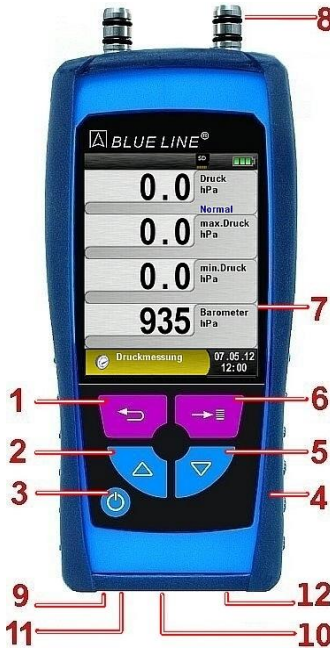 8
BLUE LINE®
SD
0.0 Druck hPa
Normal
0.0 max.Druck hPa
0.0 min.Druck hPa
935 Barometer hPa
7
Druckmessung 07.05.12 12:00
1
6
2
5
3
4
9
12
11
10